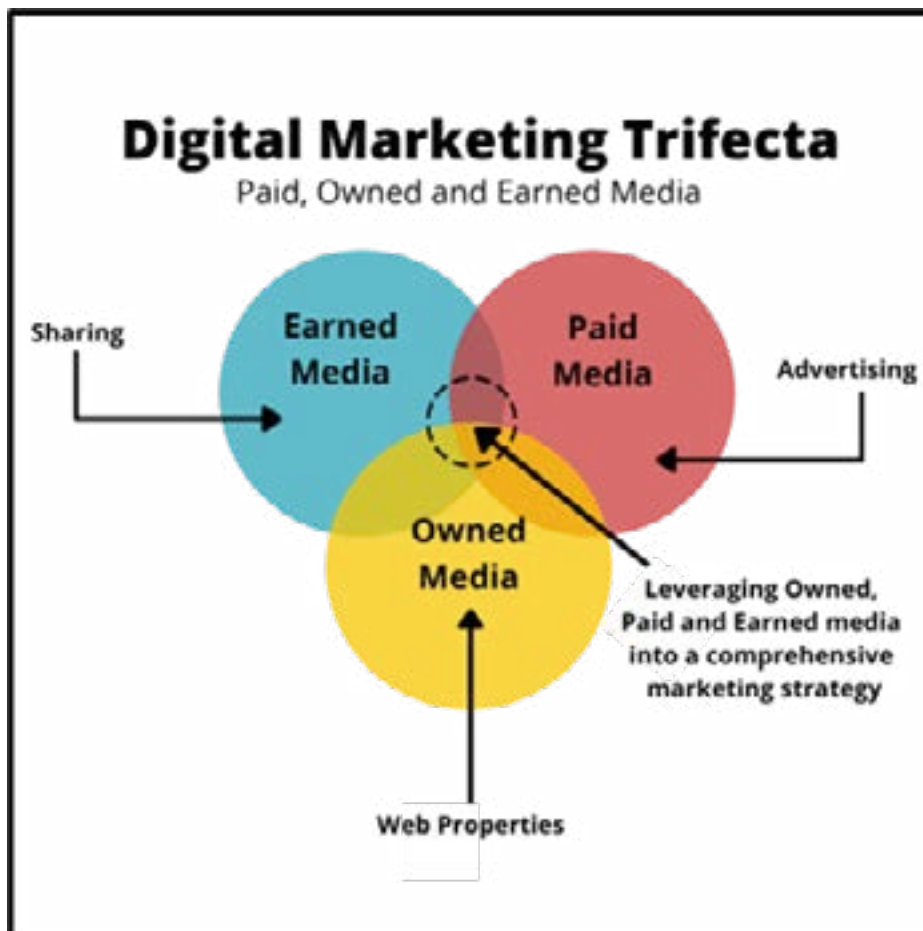 Digital Marketing Trifecta
Paid, Owned and Earned Media
Earned
Media
Paid
Media
Sharing
Advertising
Owned
Media
Leveraging Owned,
Paid and Earned media
into a comprehensive
marketing strategy
Web Properties